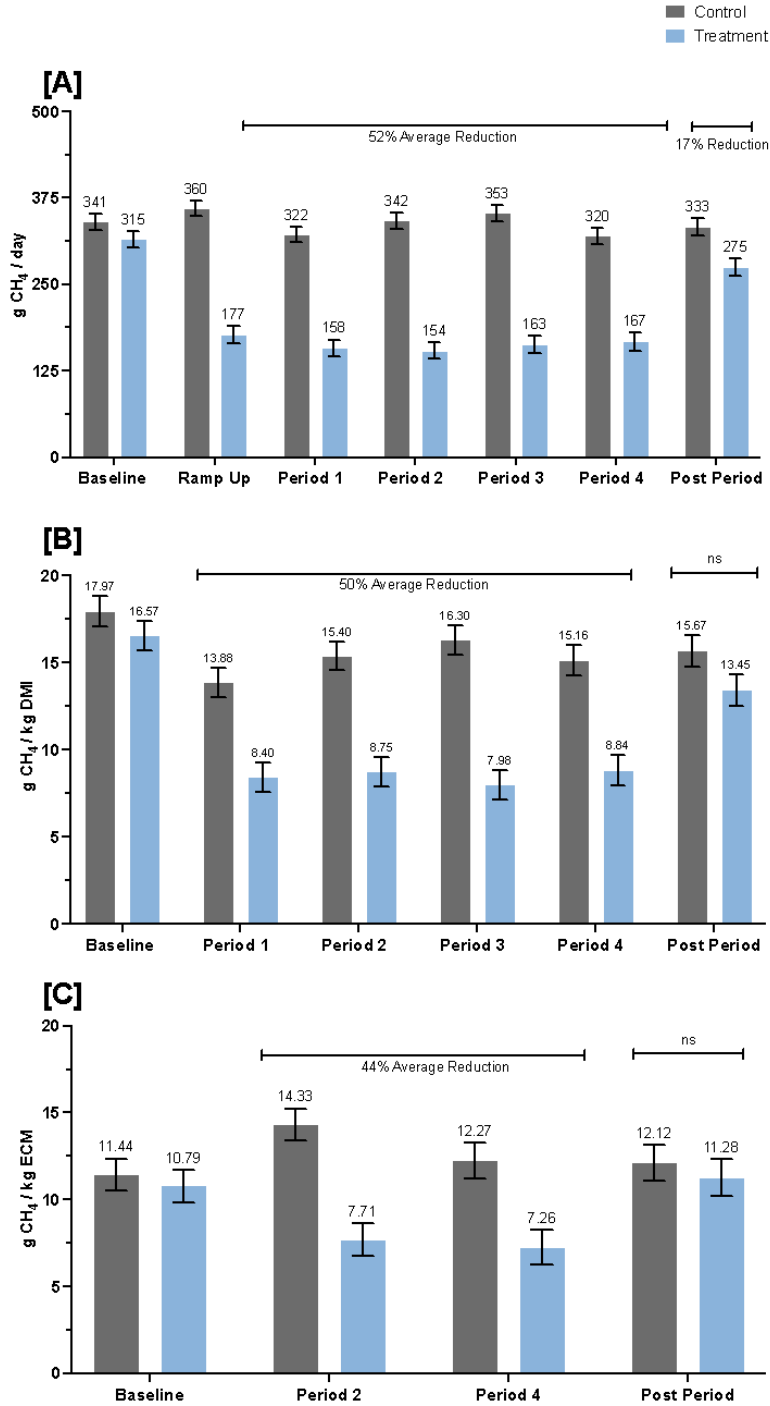 Control
Treatment
[A]
500
375
250
125
0
g CH₄ / day
52% Average Reduction
17% Reduction
341
315
360
177
322
158
342
154
353
163
320
167
333
275
Baseline
Ramp Up
Period 1
Period 2
Period 3
Period 4
Post Period
[B]
20
15
10
5
0
g CH₄ / kg DMI
50% Average Reduction
ns
17.97
16.57
13.88
8.40
15.40
8.75
16.30
7.98
15.16
8.84
15.67
13.45
Baseline
Period 1
Period 2
Period 3
Period 4
Post Period
[C]
20
15
10
5
0
g CH₄ / kg ECM
44% Average Reduction
ns
11.44
10.79
14.33
7.71
12.27
7.26
12.12
11.28
Baseline
Period 2
Period 4
Post Period